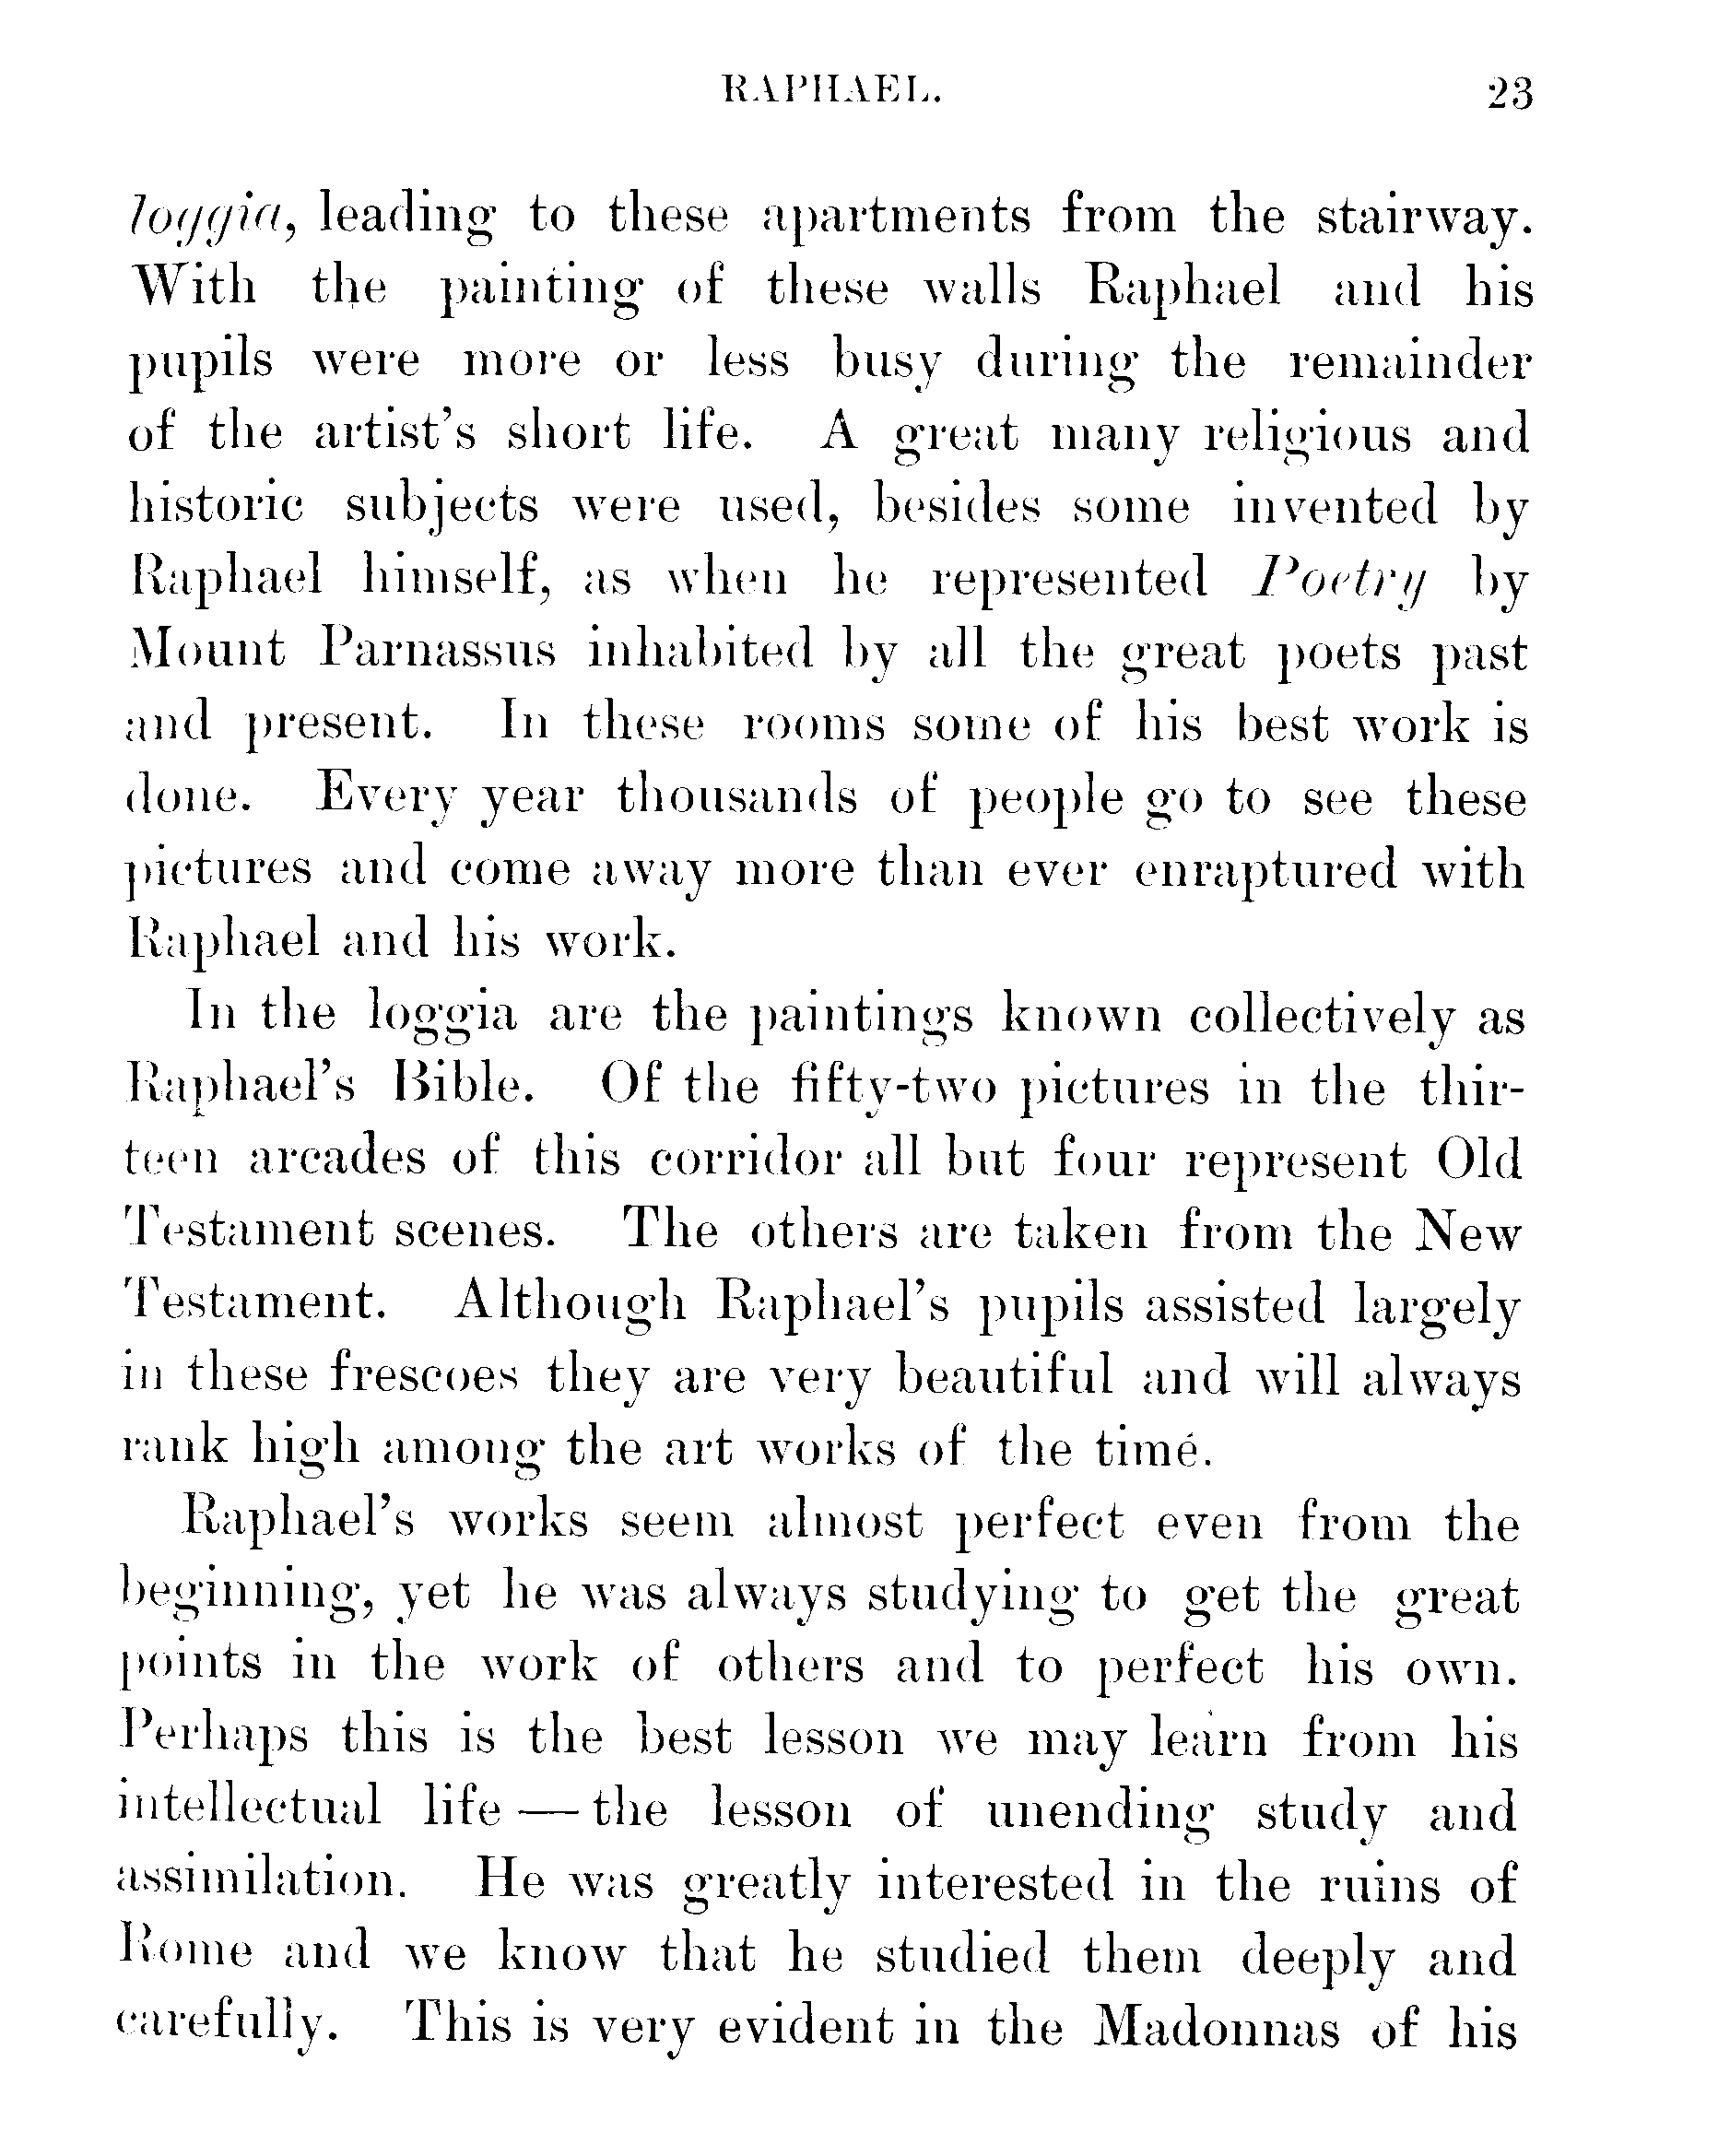 RAPHAEL. 23
loggia, leading to these apartments from the stairway.
With the painting of these walls Raphael and his
pupils were more or less busy during the remainder
of the artist's short life. A great many religious and
historic subjects were used, besides some invented by
Raphael himself, as when he represented Poetry by
Mount Parnassus inhabited by all the great poets past
and present. In these rooms some of his best work is
done. Every year thousands of people go to see these
pictures and come away more than ever enraptured with
Raphael and his work.
In the loggia are the paintings known collectively as
Raphael's Bible. Of the fifty-two pictures in the thir-
teen arcades of this corridor all but four represent Old
Testament scenes. The others are taken from the New
Testament. Although Raphael's pupils assisted largely
in these frescoes they are very beautiful and will always
rank high among the art works of the time.
Raphael's works seem almost perfect even from the
beginning, yet he was always studying to get the great
points in the work of others and to perfect his own.
Perhaps this is the best lesson we may learn from his
intellectual life — the lesson of unending study and
assimilation. He was greatly interested in the ruins of
Rome and we know that he studied them deeply and
carefully. This is very evident in the Madonnas of his